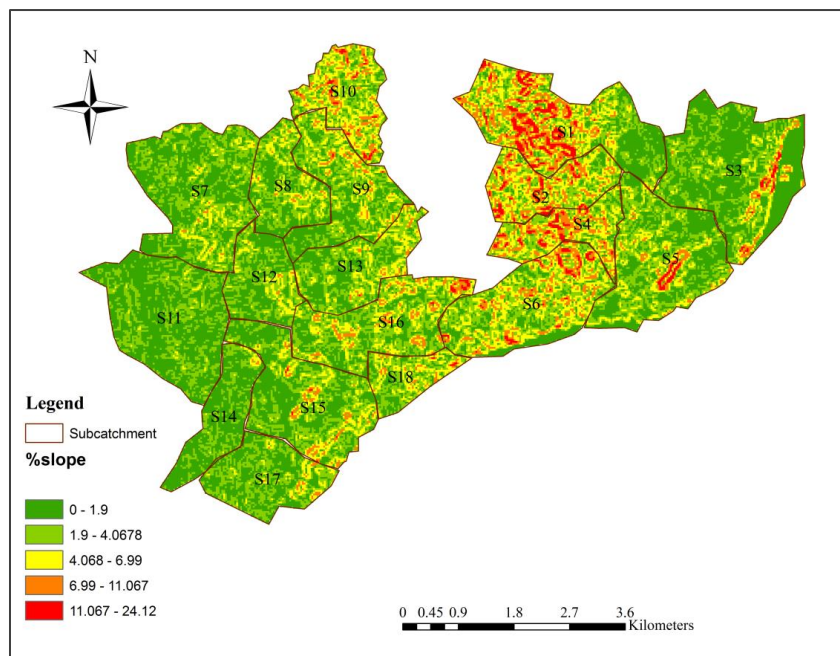 N
S10
S1
S3
S7
S8
S9
S2
S4
S5
S12
S13
S6
S11
S16
S18
S14
S15
S17
Legend
Subcatchment
%slope
0 - 1.9
1.9 - 4.0678
4.068 - 6.99
6.99 - 11.067
11.067 - 24.12
0 0.45 0.9 1.8 2.7 3.6
Kilometers